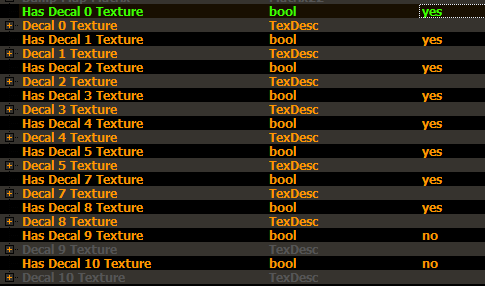 Has Decal 0 Texture bool yes
Decal 0 Texture TexDesc
Has Decal 1 Texture bool yes
Decal 1 Texture TexDesc
Has Decal 2 Texture bool yes
Decal 2 Texture TexDesc
Has Decal 3 Texture bool yes
Decal 3 Texture TexDesc
Has Decal 4 Texture bool yes
Decal 4 Texture TexDesc
Has Decal 5 Texture bool yes
Decal 5 Texture TexDesc
Has Decal 7 Texture bool yes
Decal 7 Texture TexDesc
Has Decal 8 Texture bool yes
Decal 8 Texture TexDesc
Has Decal 9 Texture bool no
Decal 9 Texture TexDesc
Has Decal 10 Texture bool no
Decal 10 Texture TexDesc